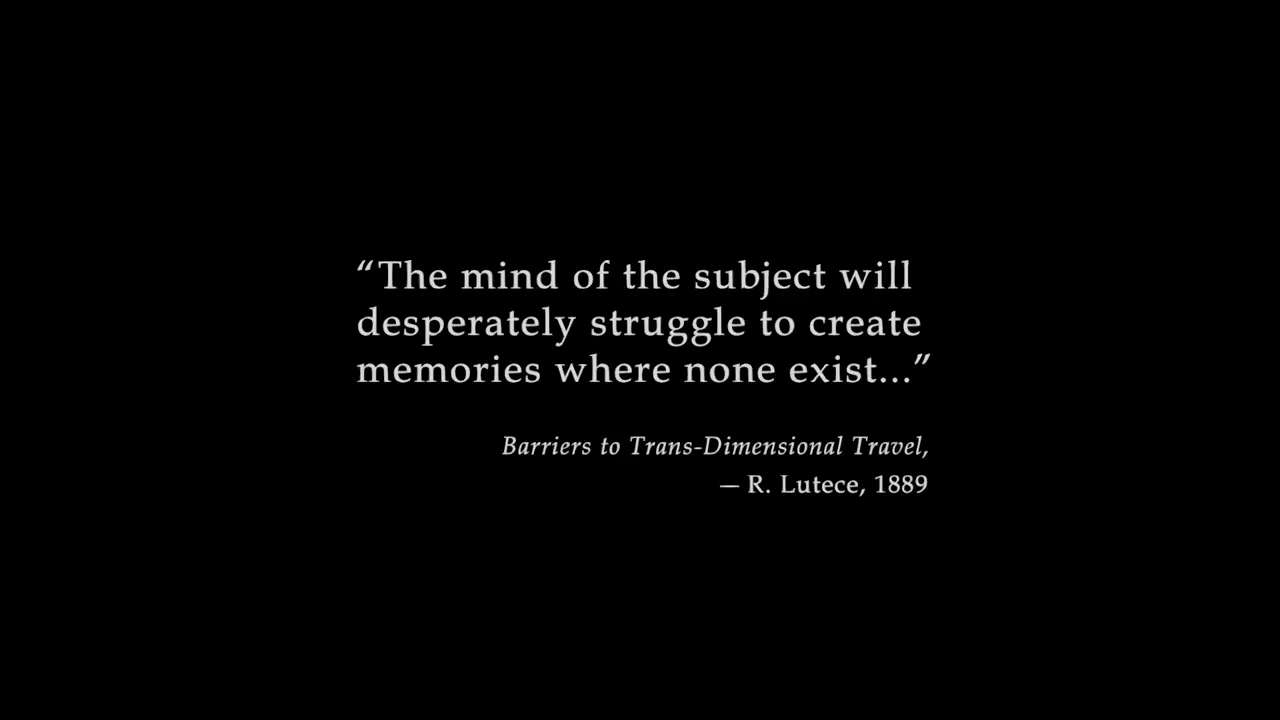 “The mind of the subject will
desperately struggle to create
memories where none exist...”
Barriers to Trans-Dimensional Travel,
— R. Lutece, 1889